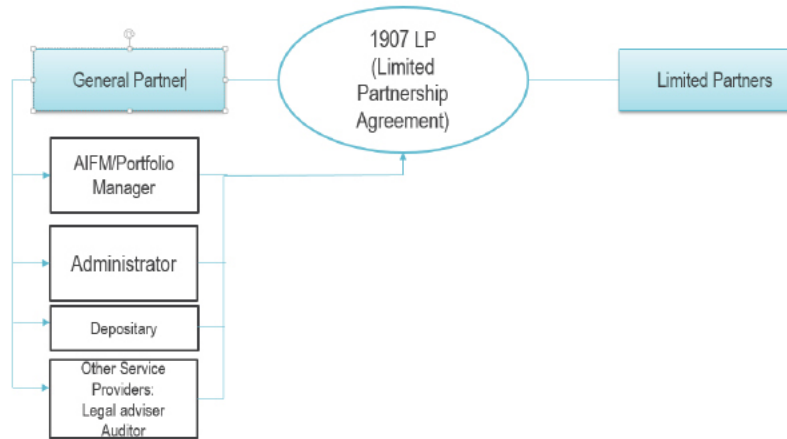 General Partner
1907 LP
(Limited
Partnership
Agreement)
Limited Partners
AIFM/Portfolio
Manager
Administrator
Depositary
Other Service
Providers:
Legal adviser
Auditor